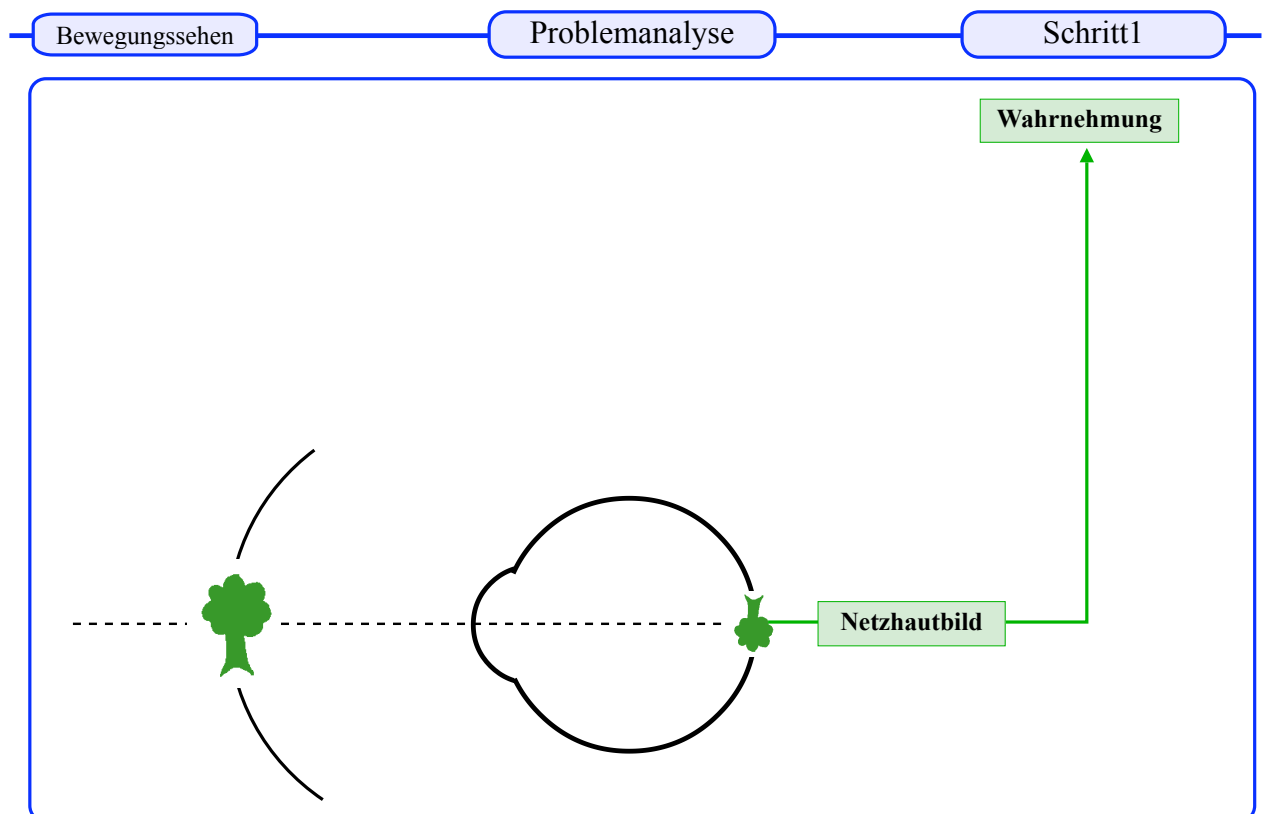 Bewegungssehen
Problemanalyse
Schritt1
Wahrnehmung
Netzhautbild